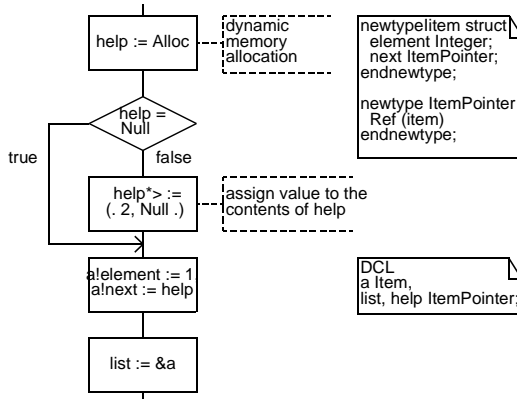 help := Alloc
dynamic
memory
allocation
newtypeIitem struct
element Integer;
next ItemPointer;
endnewtype;
newtype ItemPointer
Ref (item)
endnewtype;
help =
Null
true
false
help*> :=
(. 2, Null .)
assign value to the
contents of help
a!element := 1
a!next := help
DCL
a Item,
list, help ItemPointer;
list := &a